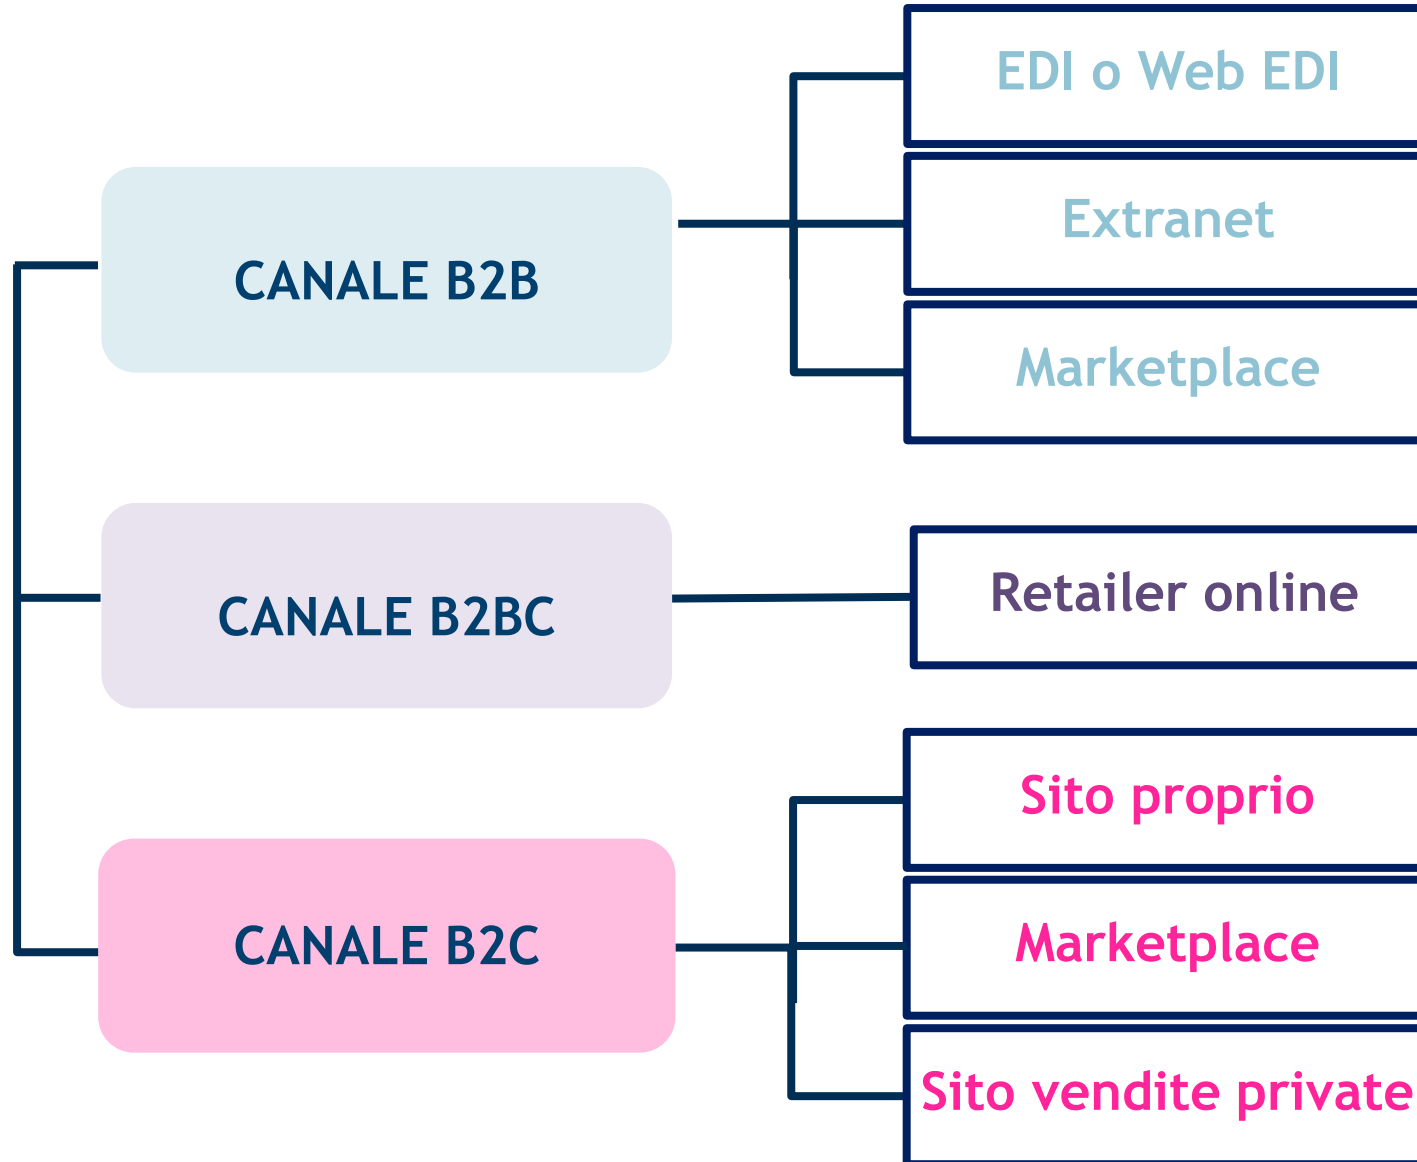 EDI o Web EDI
Extranet
CANALE B2B
Marketplace
Retailer online
CANALE B2BC
Sito proprio
CANALE B2C
Marketplace
Sito vendite private